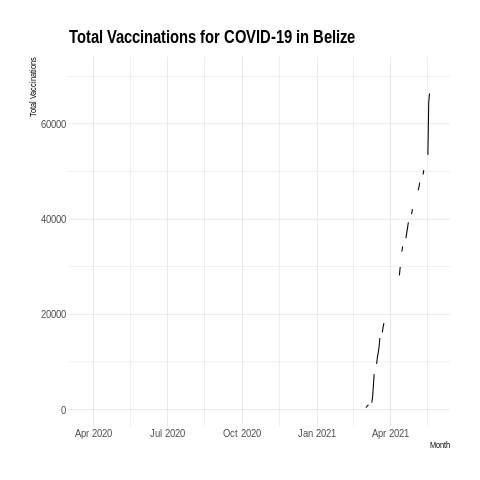 Total Vaccinations for COVID-19 in Belize
Total Vaccinations
60000
40000
20000
0
Apr 2020 Jul 2020 Oct 2020 Jan 2021 Apr 2021
Month